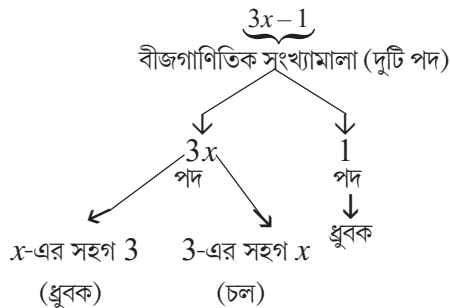 3x – 1
বীজগাণিতিক সংখ্যামালা (দুটি পদ)
3x 1
পদ পদ
ধ্রুবক
x-এর সহগ 3 3-এর সহগ x
(ধ্রুবক) (চল)